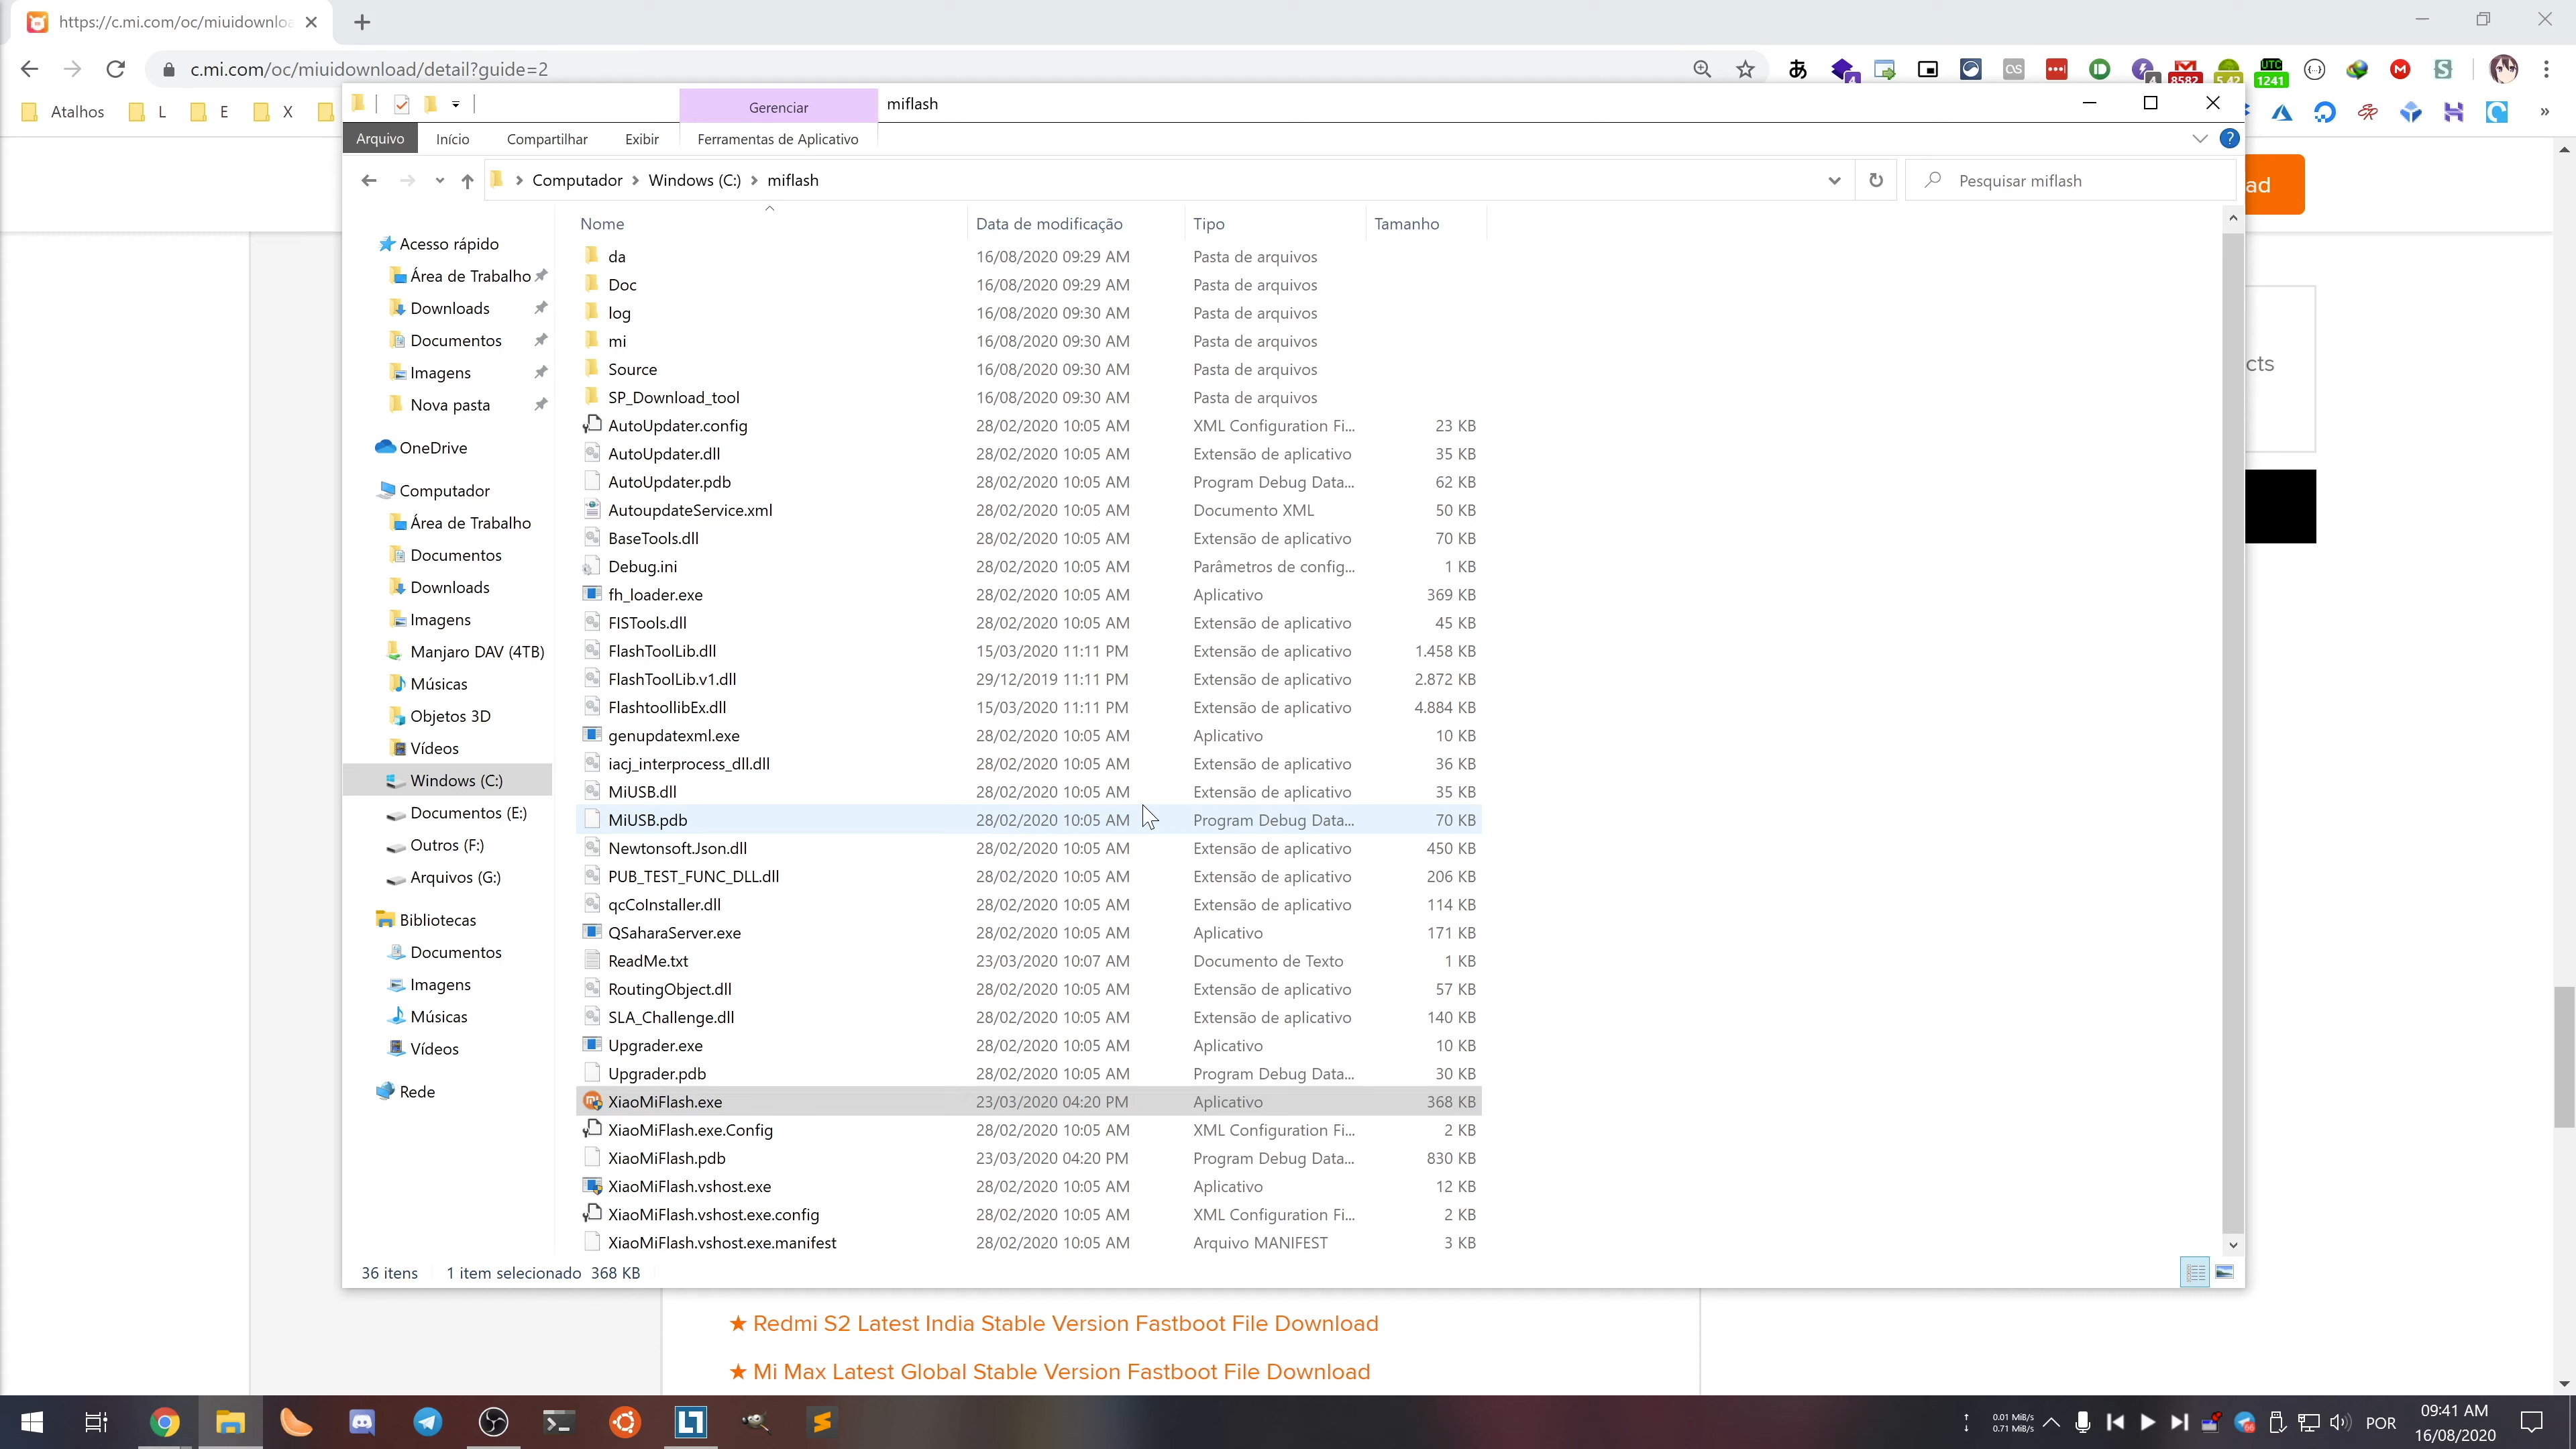 https://c.mi.com/oc/miuidownloa
c.mi.com/oc/miuidownload/detail?guide=2
Atalhos
L
E
X
Gerenciar
miflash
Arquivo
Início
Compartilhar
Exibir
Ferramentas de Aplicativo
Computador
Windows (C:)
miflash
Pesquisar miflash
ad
cts
Acesso rápido
Área de Trabalho
Downloads
Documentos
Imagens
Nova pasta
OneDrive
Computador
Área de Trabalho
Documentos
Downloads
Imagens
Manjaro DAV (4TB)
Músicas
Objetos 3D
Vídeos
Windows (C:)
Documentos (E:)
Outros (F:)
Arquivos (G:)
Bibliotecas
Documentos
Imagens
Músicas
Vídeos
Rede
Nome Data de modificação Tipo Tamanho
da 16/08/2020 09:29 AM Pasta de arquivos
Doc 16/08/2020 09:29 AM Pasta de arquivos
log 16/08/2020 09:30 AM Pasta de arquivos
mi 16/08/2020 09:30 AM Pasta de arquivos
Source 16/08/2020 09:30 AM Pasta de arquivos
SP_Download_tool 16/08/2020 09:30 AM Pasta de arquivos
AutoUpdater.config 28/02/2020 10:05 AM XML Configuration Fi... 23 KB
AutoUpdater.dll 28/02/2020 10:05 AM Extensão de aplicativo 35 KB
AutoUpdater.pdb 28/02/2020 10:05 AM Program Debug Data... 62 KB
AutoupdateService.xml 28/02/2020 10:05 AM Documento XML 50 KB
BaseTools.dll 28/02/2020 10:05 AM Extensão de aplicativo 70 KB
Debug.ini 28/02/2020 10:05 AM Parâmetros de config... 1 KB
fh_loader.exe 28/02/2020 10:05 AM Aplicativo 369 KB
FISTools.dll 28/02/2020 10:05 AM Extensão de aplicativo 45 KB
FlashToolLib.dll 15/03/2020 11:11 PM Extensão de aplicativo 1.458 KB
FlashToolLib.v1.dll 29/12/2019 11:11 PM Extensão de aplicativo 2.872 KB
FlashtoollibEx.dll 15/03/2020 11:11 PM Extensão de aplicativo 4.884 KB
genupdatexml.exe 28/02/2020 10:05 AM Aplicativo 10 KB
iacj_interprocess_dll.dll 28/02/2020 10:05 AM Extensão de aplicativo 36 KB
MiUSB.dll 28/02/2020 10:05 AM Extensão de aplicativo 35 KB
MiUSB.pdb 28/02/2020 10:05 AM Program Debug Data... 70 KB
Newtonsoft.Json.dll 28/02/2020 10:05 AM Extensão de aplicativo 450 KB
PUB_TEST_FUNC_DLL.dll 28/02/2020 10:05 AM Extensão de aplicativo 206 KB
qcCoInstaller.dll 28/02/2020 10:05 AM Extensão de aplicativo 114 KB
QSaharaServer.exe 28/02/2020 10:05 AM Aplicativo 171 KB
ReadMe.txt 23/03/2020 10:07 AM Documento de Texto 1 KB
RoutingObject.dll 28/02/2020 10:05 AM Extensão de aplicativo 57 KB
SLA_Challenge.dll 28/02/2020 10:05 AM Extensão de aplicativo 140 KB
Upgrader.exe 28/02/2020 10:05 AM Aplicativo 10 KB
Upgrader.pdb 28/02/2020 10:05 AM Program Debug Data... 30 KB
XiaoMiFlash.exe 23/03/2020 04:20 PM Aplicativo 368 KB
XiaoMiFlash.exe.Config 28/02/2020 10:05 AM XML Configuration Fi... 2 KB
XiaoMiFlash.pdb 23/03/2020 04:20 PM Program Debug Data... 830 KB
XiaoMiFlash.vshost.exe 28/02/2020 10:05 AM Aplicativo 12 KB
XiaoMiFlash.vshost.exe.config 28/02/2020 10:05 AM XML Configuration Fi... 2 KB
XiaoMiFlash.vshost.exe.manifest 28/02/2020 10:05 AM Arquivo MANIFEST 3 KB
36 itens 1 item selecionado 368 KB
★ Redmi S2 Latest India Stable Version Fastboot File Download
★ Mi Max Latest Global Stable Version Fastboot File Download
0.01 MiB/s
0.71 MiB/s
POR
09:41 AM
16/08/2020